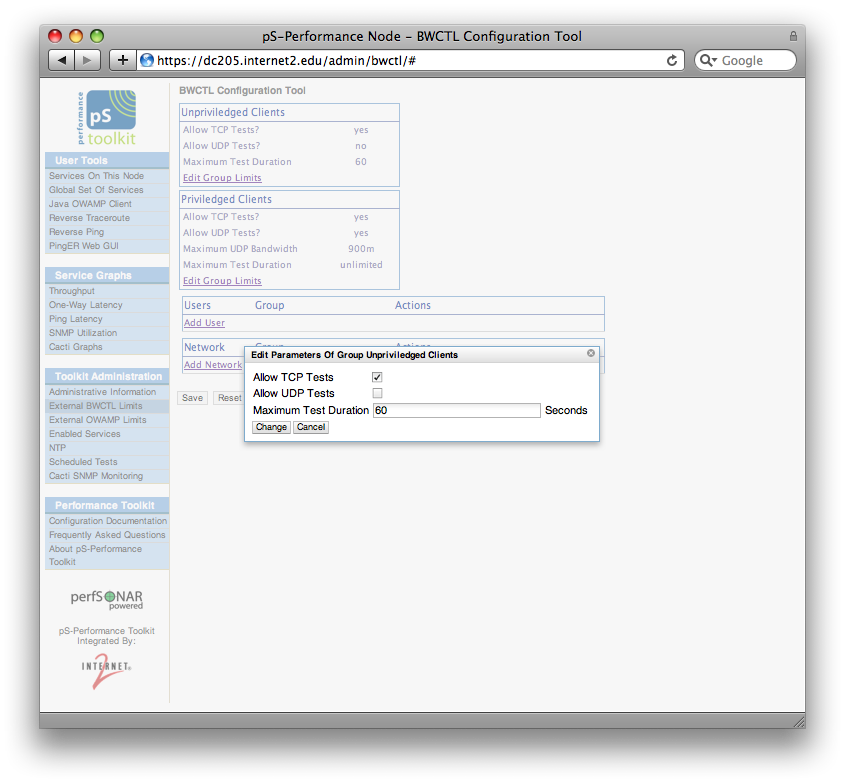 pS-Performance Node – BWCTL Configuration Tool
https://dc205.internet2.edu/admin/bwctl/#
Google
performance
pS
toolkit
User Tools
Services On This Node
Global Set Of Services
Java OWAMP Client
Reverse Traceroute
Reverse Ping
PingER Web GUI
Service Graphs
Throughput
One-Way Latency
Ping Latency
SNMP Utilization
Cacti Graphs
Toolkit Administration
Administrative Information
External BWCTL Limits
External OWAMP Limits
Enabled Services
NTP
Scheduled Tests
Cacti SNMP Monitoring
Performance Toolkit
Configuration Documentation
Frequently Asked Questions
About pS-Performance
Toolkit
perfSONAR
powered
pS-Performance Toolkit
Integrated By:
INTERNET
2
BWCTL Configuration Tool
Unpriviledged Clients
Allow TCP Tests? yes
Allow UDP Tests? no
Maximum Test Duration 60
Edit Group Limits
Priviledged Clients
Allow TCP Tests? yes
Allow UDP Tests? yes
Maximum UDP Bandwidth 900m
Maximum Test Duration unlimited
Edit Group Limits
Users Group Actions
Add User
Network Group Actions
Add Network
Save Reset
Edit Parameters Of Group Unpriviledged Clients
Allow TCP Tests
Allow UDP Tests
Maximum Test Duration 60 Seconds
Change Cancel